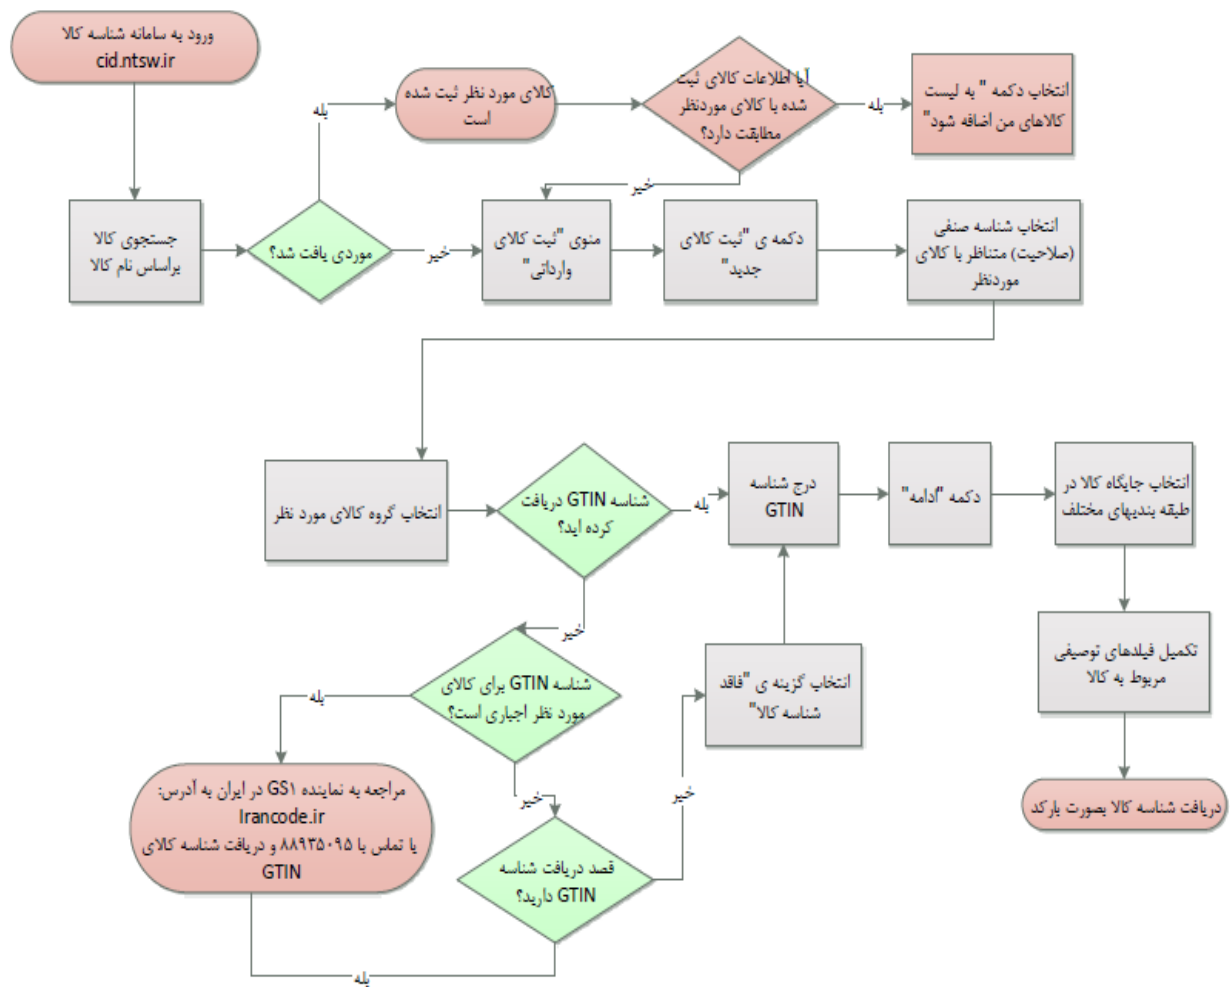 ورود به سامانه شناسه کالا
cid.ntsw.ir
بله
کالای مورد نظر ثبت شده
است
آیا اطلاعات کالای ثبت
شده با کالای موردنظر
مطابقت دارد؟
بله
انتخاب دکمه " به لیست
کالاهای من اضافه شود"
خیر
جستجوی کالا
براساس نام کالا
موردی یافت شد؟
خیر
منوی "ثبت کالای
وارداتی"
دکمه ی "ثبت کالای
جدید"
انتخاب شناسه صنفی
(صلاحیت) متناظر با کالای
موردنظر
انتخاب گروه کالای مورد نظر
شناسه GTIN دریافت
کرده اید؟
بله
درج شناسه
GTIN
دکمه "ادامه"
انتخاب جایگاه کالا در
طبقه بندیهای مختلف
خیر
شناسه GTIN برای کالای
مورد نظر اجباری است؟
بله
انتخاب گزینه ی "فاقد
شناسه کالا"
تکمیل فیلدهای توصیفی
مربوط به کالا
مراجعه به نماینده GS۱ در ایران به آدرس:
Irancode.ir
یا تماس با ۸۸۹۳۵۰۹۵ و دریافت شناسه کالای
GTIN
خیر
خیر
قصد دریافت شناسه
GTIN دارید؟
بله
دریافت شناسه کالا بصورت بارکد